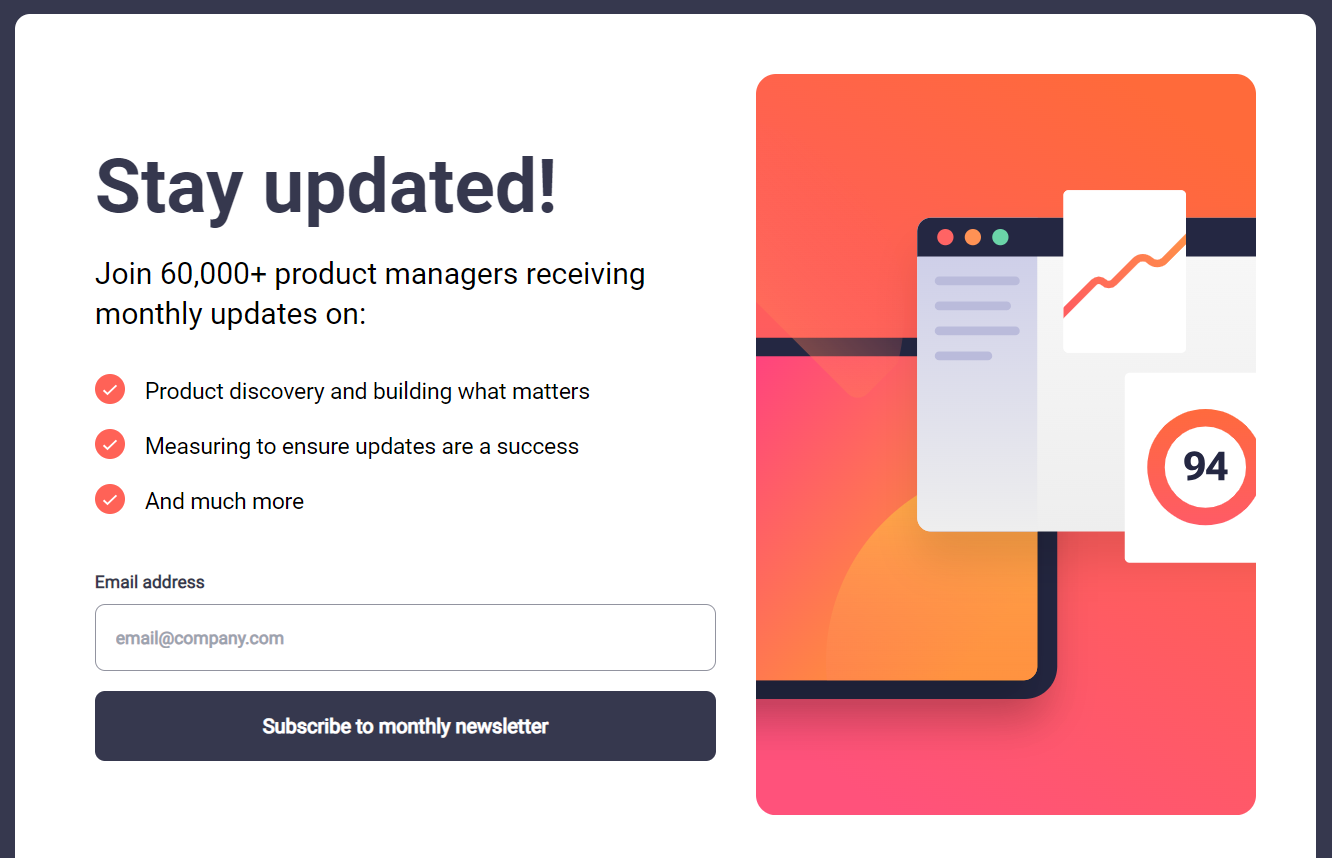 Stay updated!
Join 60,000+ product managers receiving
monthly updates on:
Product discovery and building what matters
Measuring to ensure updates are a success
And much more
Email address
email@company.com
Subscribe to monthly newsletter
94